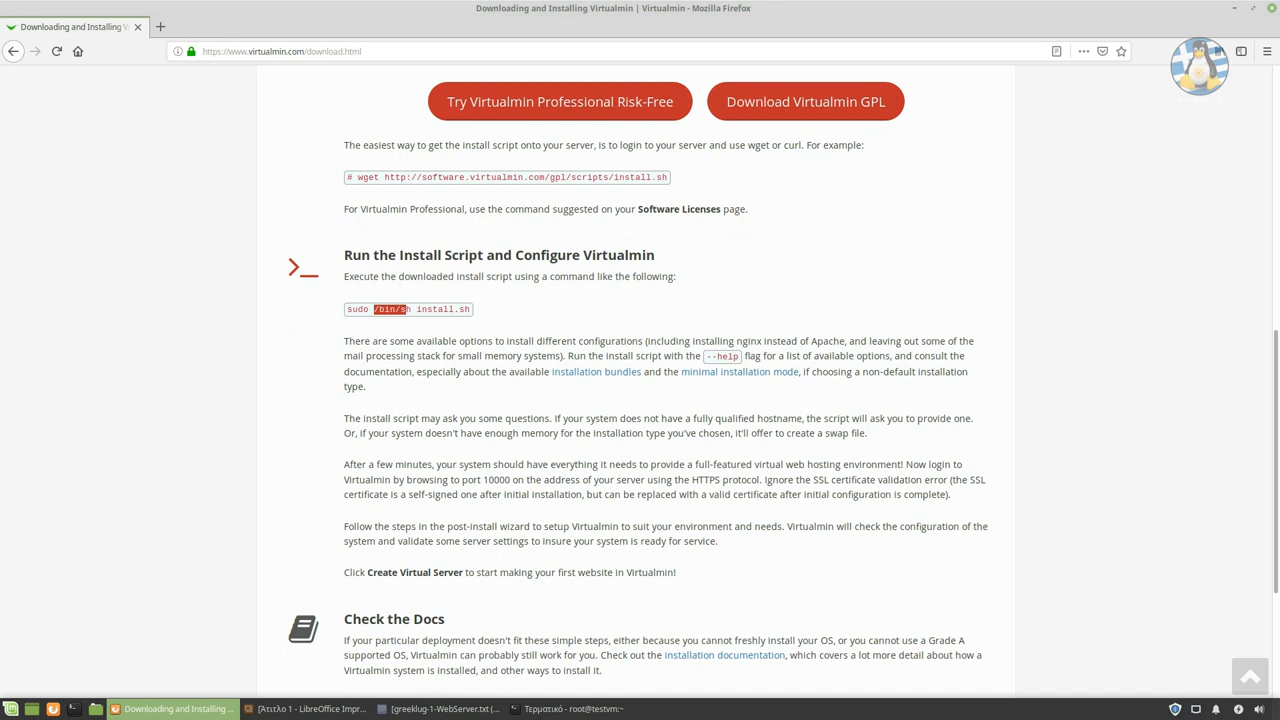 Downloading and Installing Virtualmin | Virtualmin - Mozilla Firefox
Downloading and Installing Vi
https://www.virtualmin.com/download.html
Try Virtualmin Professional Risk-Free
Download Virtualmin GPL
The easiest way to get the install script onto your server, is to login to your server and use wget or curl. For example:
# wget http://software.virtualmin.com/gpl/scripts/install.sh
For Virtualmin Professional, use the command suggested on your Software Licenses page.
Run the Install Script and Configure Virtualmin
Execute the downloaded install script using a command like the following:
sudo /bin/sh install.sh
There are some available options to install different configurations (including installing nginx instead of Apache, and leaving out some of the
mail processing stack for small memory systems). Run the install script with the --help flag for a list of available options, and consult the
documentation, especially about the available installation bundles and the minimal installation mode, if choosing a non-default installation
type.
The install script may ask you some questions. If your system does not have a fully qualified hostname, the script will ask you to provide one.
Or, if your system doesn't have enough memory for the installation type you've chosen, it'll offer to create a swap file.
After a few minutes, your system should have everything it needs to provide a full-featured virtual web hosting environment! Now login to
Virtualmin by browsing to port 10000 on the address of your server using the HTTPS protocol. Ignore the SSL certificate validation error (the SSL
certificate is a self-signed one after initial installation, but can be replaced with a valid certificate after initial configuration is complete).
Follow the steps in the post-install wizard to setup Virtualmin to suit your environment and needs. Virtualmin will check the configuration of the
system and validate some server settings to insure your system is ready for service.
Click Create Virtual Server to start making your first website in Virtualmin!
Check the Docs
If your particular deployment doesn't fit these simple steps, either because you cannot freshly install your OS, or you cannot use a Grade A
supported OS, Virtualmin can probably still work for you. Check out the installation documentation, which covers a lot more detail about how a
Virtualmin system is installed, and other ways to install it.
Downloading and Installing ...
[Άτιτλο 1 - LibreOffice Impr...
[greeklug-1-WebServer.txt (...
Τερματικό - root@testvm:~